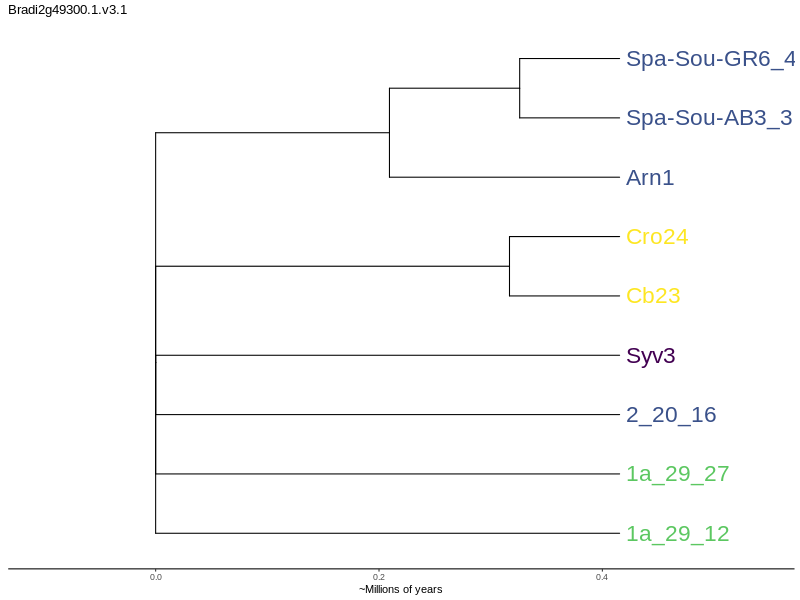 Bradi2g49300.1.v3.1
Spa-Sou-GR6_4
Spa-Sou-AB3_3
Arn1
Cro24
Cb23
Syv3
2_20_16
1a_29_27
1a_29_12
0.0 0.2 0.4
~Millions of years